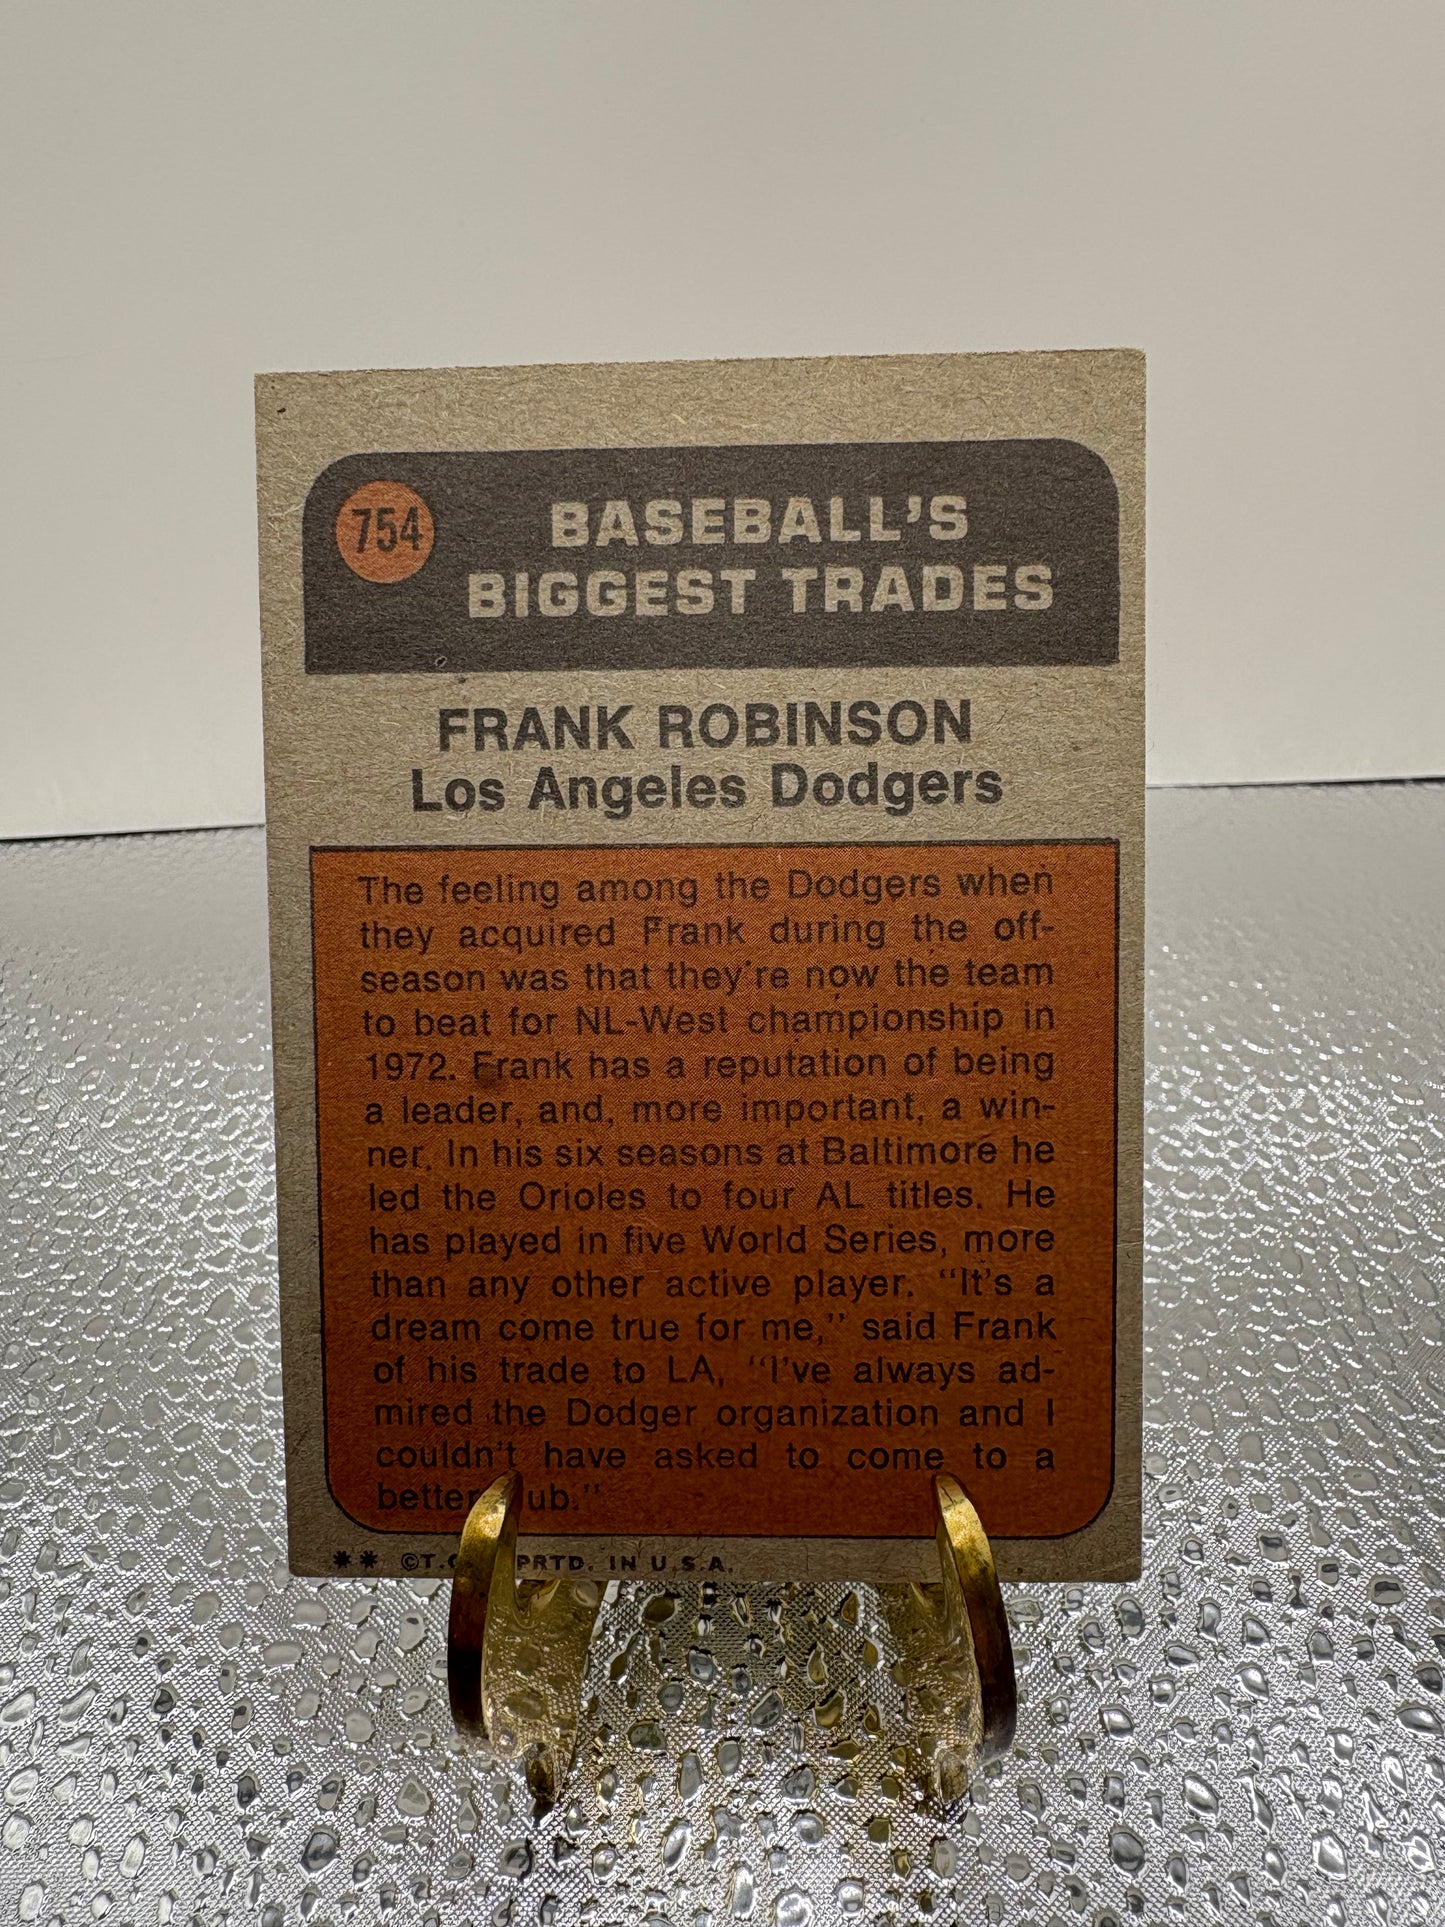 754
BASEBALL'S
BIGGEST TRADES
FRANK ROBINSON
Los Angeles Dodgers
The feeling among the Dodgers when
they acquired Frank during the off-
season was that they're now the team
to beat for NL-West championship in
1972. Frank has a reputation of being
a leader, and, more important, a win-
ner. In his six seasons at Baltimore he
led the Orioles to four AL titles. He
has played in five World Series, more
than any other active player. "It's a
dream come true for me," said Frank
of his trade to LA, "I've always ad-
mired the Dodger organization and I
couldn't have asked to come to a
better ub."
** ©T. PRTD. IN U.S.A.